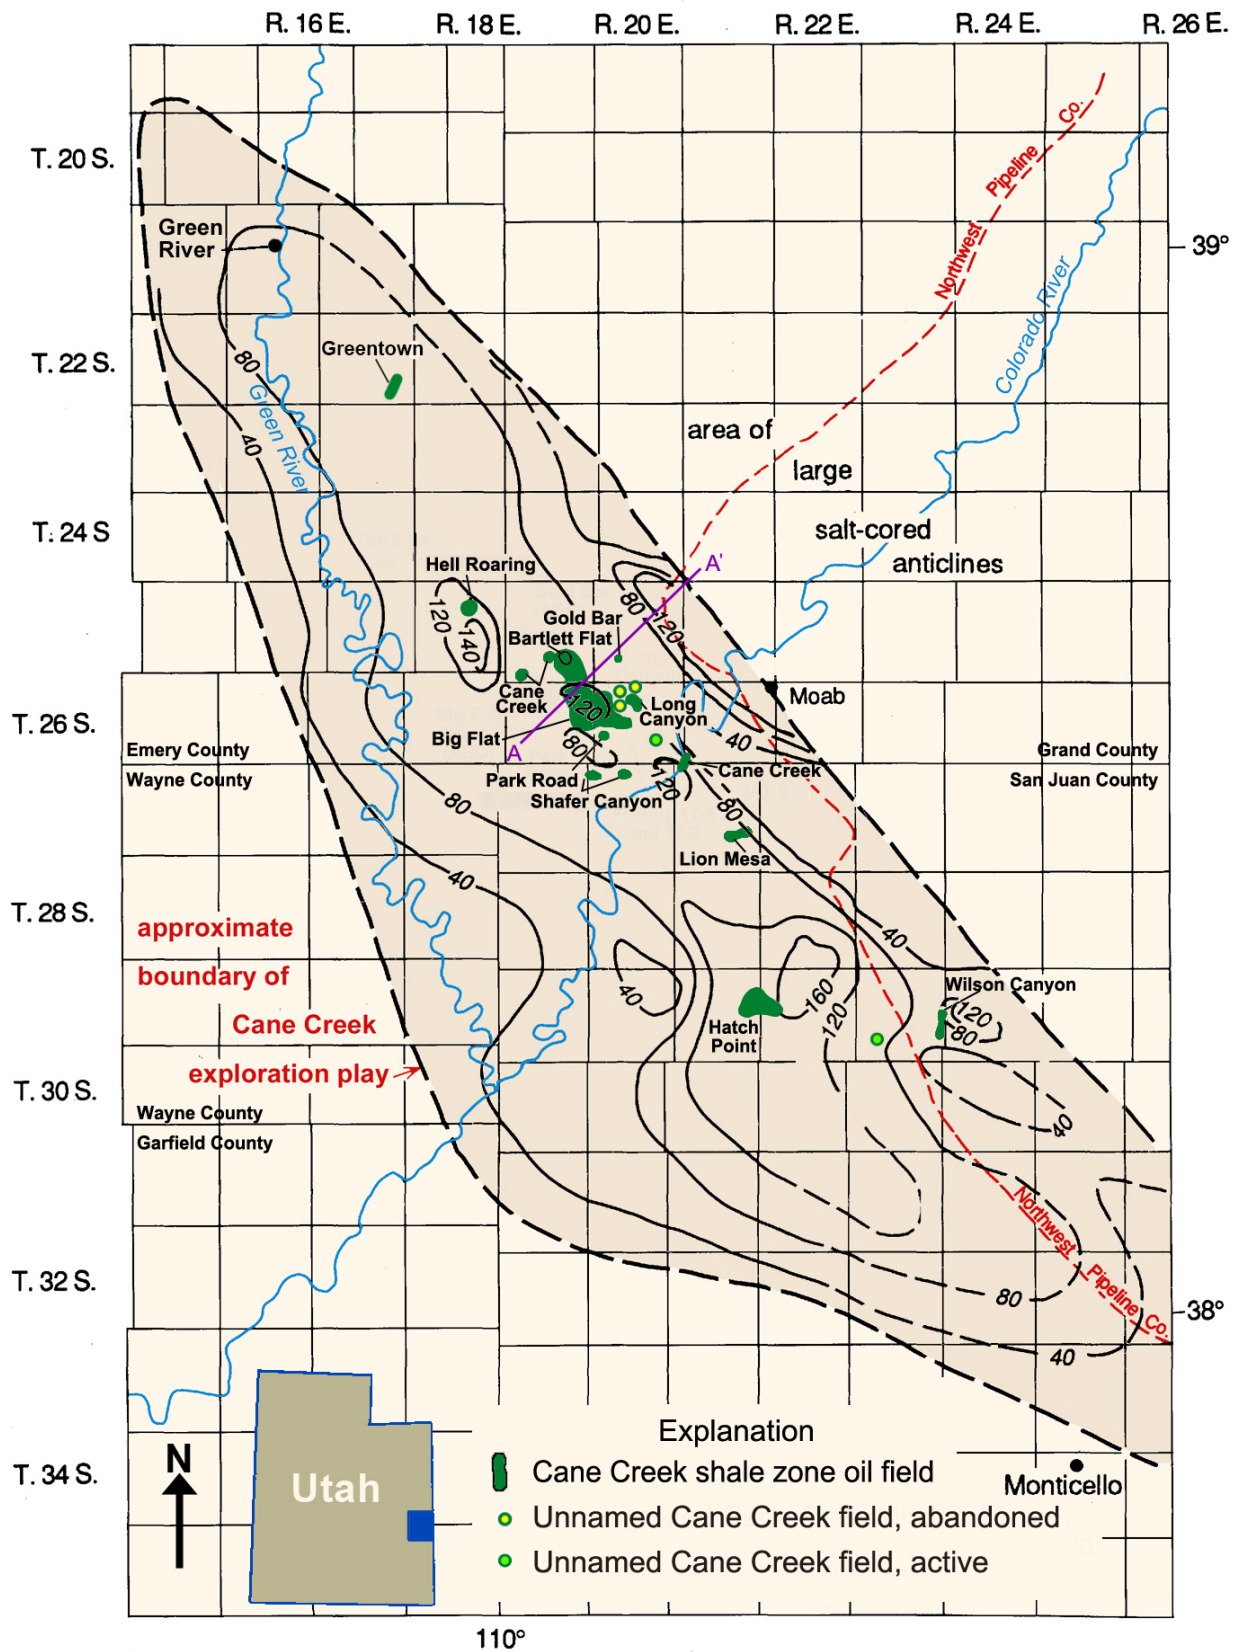 R. 16 E.
R. 18 E.
R. 20 E.
R. 22 E.
R. 24 E.
R. 26 E.
T. 20 S.
T. 22 S.
T. 24 S.
T. 26 S.
T. 28 S.
T. 30 S.
T. 32 S.
T. 34 S.
39°
38°
110°
Northwest Pipeline Co.
Colorado River
Green
River
Greentown
80
Green River
40
area of
large
salt-cored
anticlines
Hell Roaring
120
140
80
120
A'
Gold Bar
Bartlett Flat
Cane
Creek
120
Long
Canyon
Moab
Big Flat
A
80
40
Emery County
Wayne County
Grand County
San Juan County
Park Road
Shafer Canyon
120
Cane Creek
80
80
Lion Mesa
40
40
approximate
boundary of
Cane Creek
exploration play
40
160
120
Hatch
Point
Wilson Canyon
120
80
40
Wayne County
Garfield County
Northwest Pipeline Co.
80
40
N
Utah
Monticello
Explanation
Cane Creek shale zone oil field
Unnamed Cane Creek field, abandoned
Unnamed Cane Creek field, active